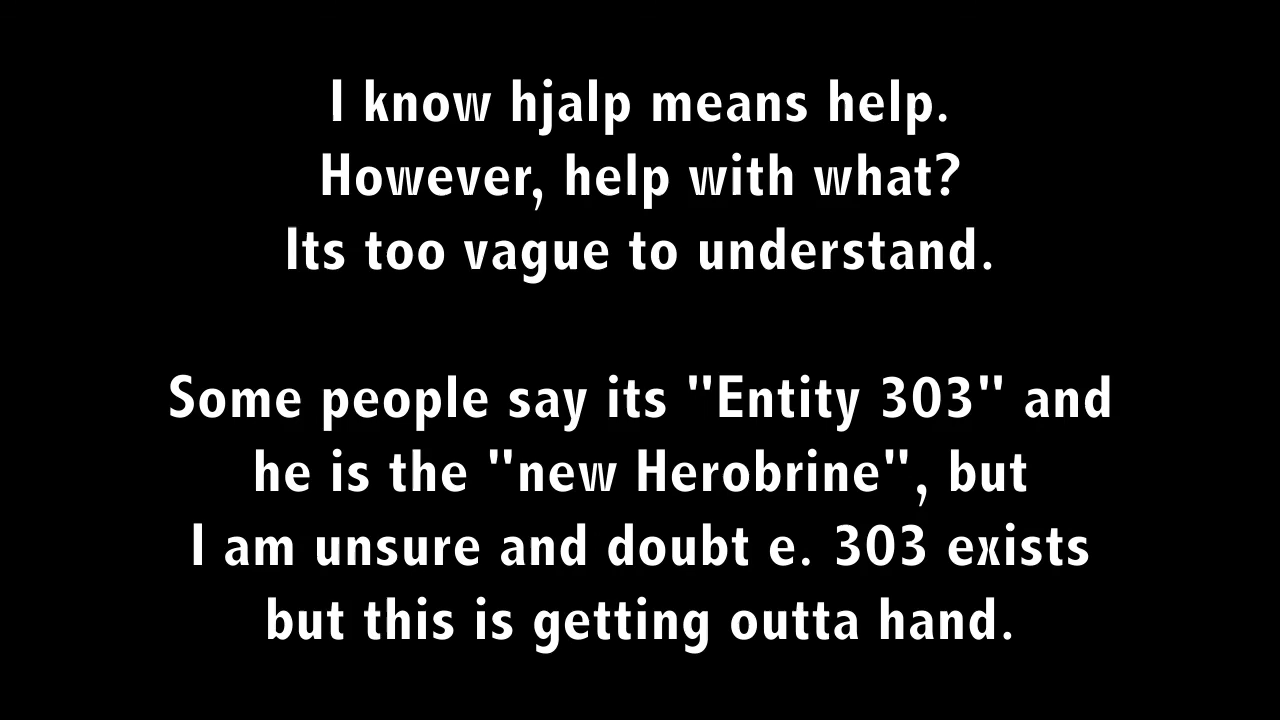 I know hjalp means help.
However, help with what?
Its too vague to understand.
Some people say its "Entity 303" and
he is the "new Herobrine", but
I am unsure and doubt e. 303 exists
but this is getting outta hand.